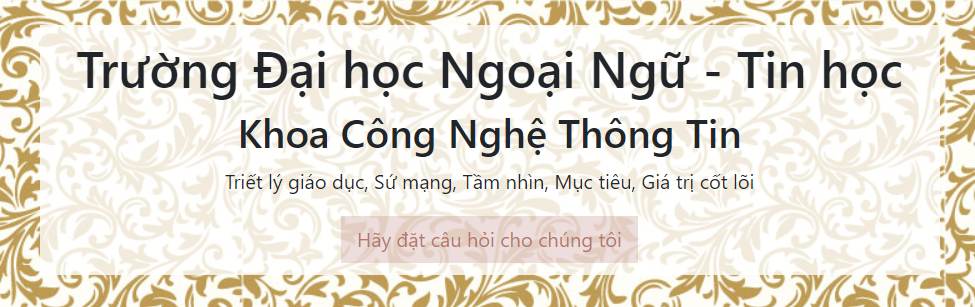 Trường Đại học Ngoại Ngữ - Tin học
Khoa Công Nghệ Thông Tin
Triết lý giáo dục, Sứ mạng, Tầm nhìn, Mục tiêu, Giá trị cốt lõi
Hãy đặt câu hỏi cho chúng tôi